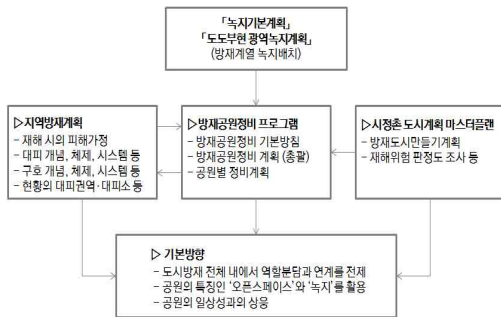 「녹지기본계획」
「도도부현 광역녹지계획」
(방재계열 녹지배치)
▷지역방재계획
- 재해 시의 피해가정
- 대피 개념, 체제, 시스템 등
- 구호 개념, 체제, 시스템 등
- 현황의 대피권역·대피소 등
▷방재공원정비 프로그램
- 방재공원정비 기본방침
- 방재공원정비 계획 (총괄)
- 공원별 정비계획
▷시정촌 도시계획 마스터플랜
- 방재도시만들기계획
- 재해위험 판정도 조사 등
▷ 기본방향
- 도시방재 전체 내에서 역할분담과 연계를 전제
- 공원의 특징인 '오픈스페이스'와 '녹지'를 활용
- 공원의 일상성과의 상응